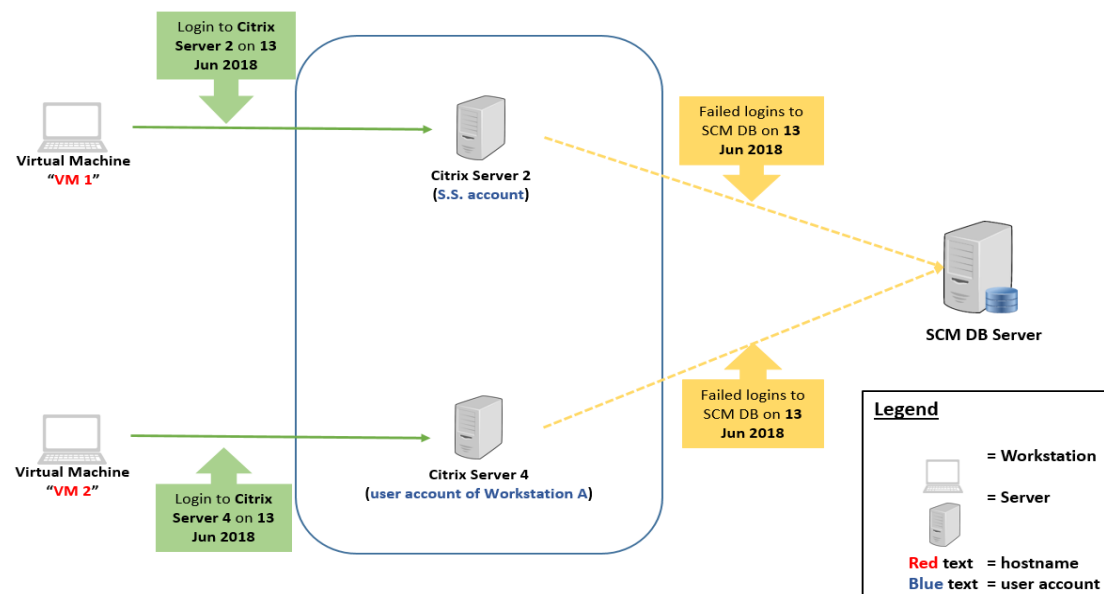 Login to Citrix
Server 2 on 13
Jun 2018
Virtual Machine
“VM 1”
Citrix Server 2
(S.S. account)
Failed logins to
SCM DB on 13
Jun 2018
SCM DB Server
Virtual Machine
“VM 2”
Login to Citrix
Server 4 on 13
Jun 2018
Citrix Server 4
(user account of Workstation A)
Failed logins to
SCM DB on 13
Jun 2018
Legend
= Workstation
= Server
Red text = hostname
Blue text = user account